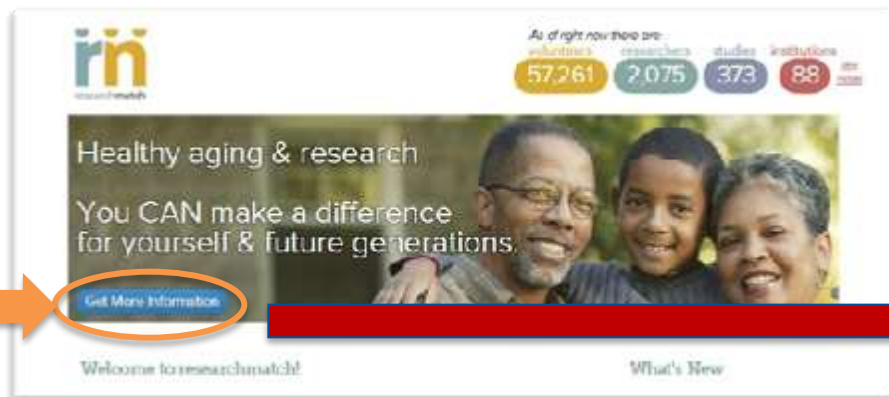 As of right now there are
volunteers researchers studies institutions
57,261 2,075 373 88
rm
researchmatch
Healthy aging & research
You CAN make a difference
for yourself & future generations.
Get More Information
Welcome to researchmatch!
What's New